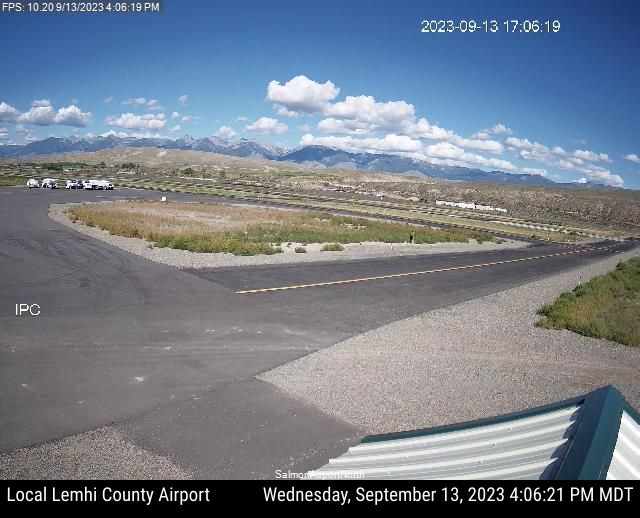 FPS: 10.20 9/13/2023 4:06:19 PM
2023-09-13 17:06:19
IPC
Local Lemhi County Airport
Wednesday, September 13, 2023 4:06:21 PM MDT